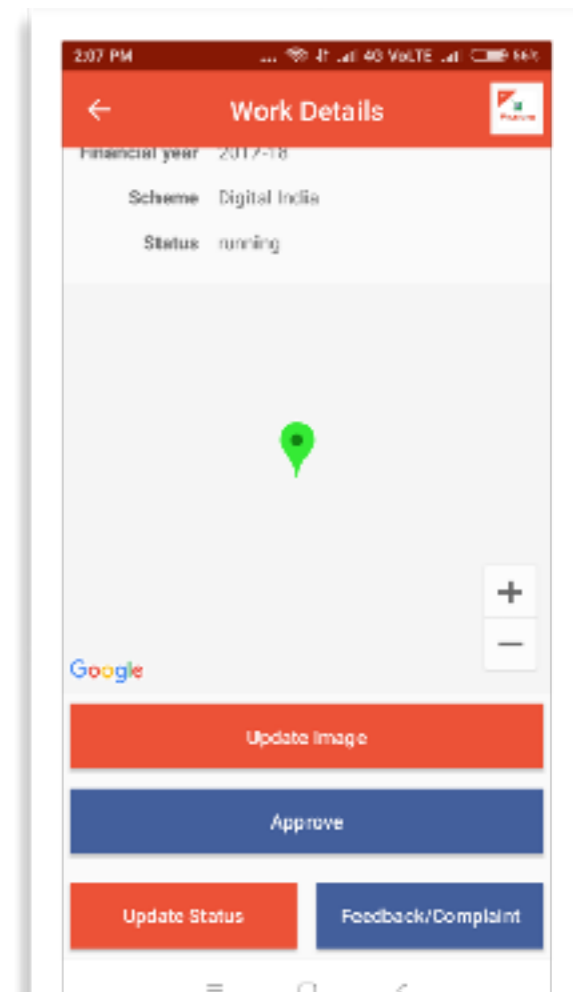 2:07 PM ... 4G VoLTE 66%
Work Details
Financial year 2017-18
Scheme Digital India
Status running
+
−
Google
Update Image
Approve
Update Status Feedback/Complaint